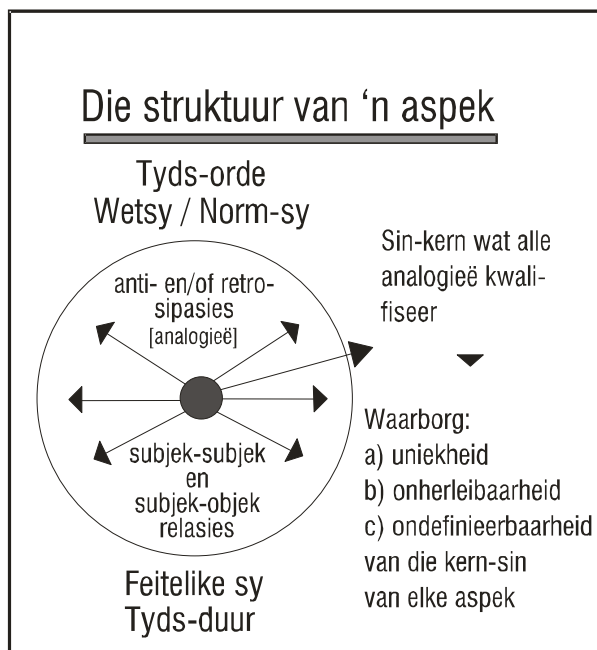 Die struktuur van ‘n aspek
Tyds-orde
Wetsy / Norm-sy
anti- en/of retro-
sipasies
[analogieë]
subjek-subjek
en
subjek-objek
relasies
Feitelike sy
Tyds-duur
Sin-kern wat alle
analogieë kwali-
fiseer
Waarborg:
a) uniekheid
b) onherleibaarheid
c) ondefinieerbaarheid
van die kern-sin
van elke aspek